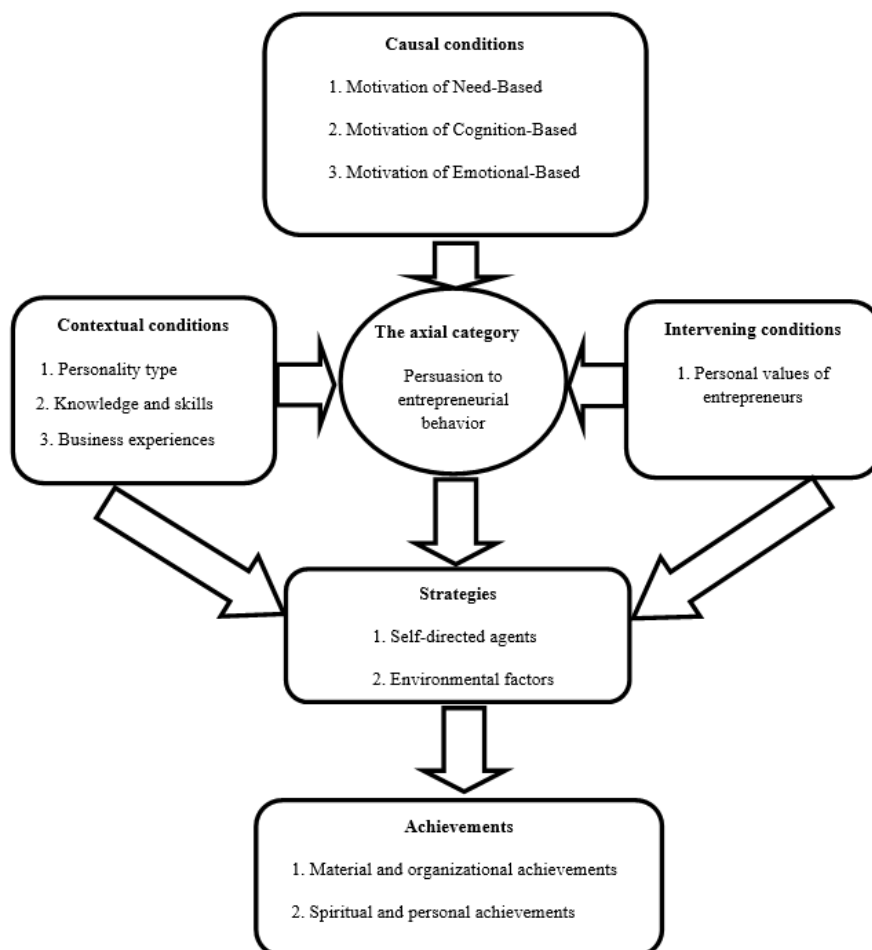 Causal conditions
1. Motivation of Need-Based
2. Motivation of Cognition-Based
3. Motivation of Emotional-Based
Contextual conditions
1. Personality type
2. Knowledge and skills
3. Business experiences
The axial category
Persuasion to
entrepreneurial
behavior
Intervening conditions
1. Personal values of
entrepreneurs
Strategies
1. Self-directed agents
2. Environmental factors
Achievements
1. Material and organizational achievements
2. Spiritual and personal achievements